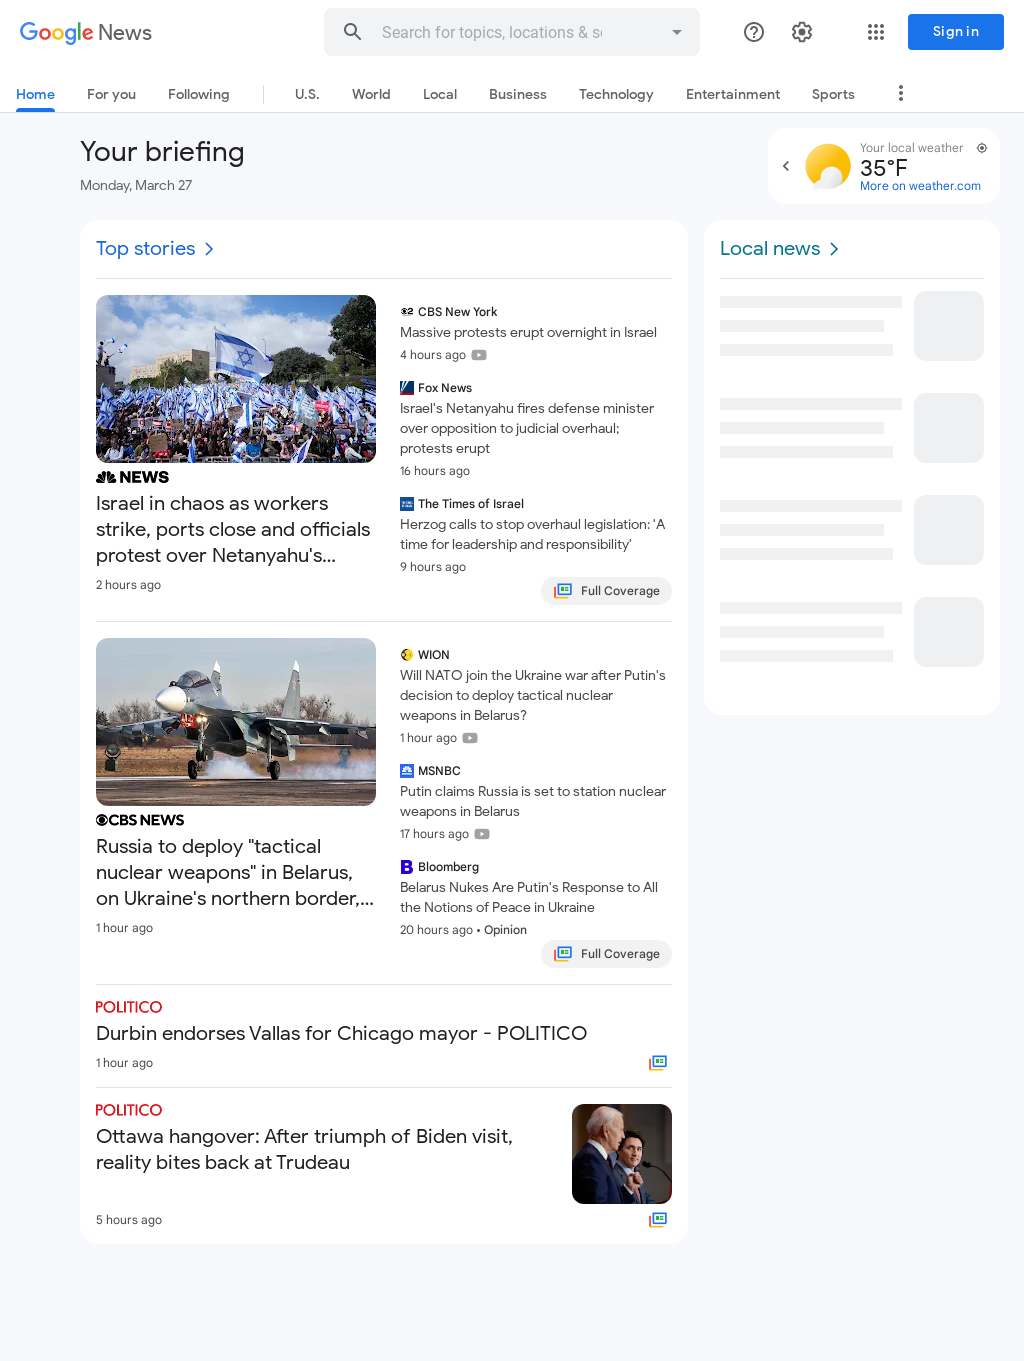 Google News
Search for topics, locations & so
Sign in
Home
For you
Following
U.S.
World
Local
Business
Technology
Entertainment
Sports
Your briefing
Monday, March 27
Your local weather
35°F
More on weather.com
Top stories
NEWS
Israel in chaos as workers
strike, ports close and officials
protest over Netanyahu's...
2 hours ago
CBS New York
Massive protests erupt overnight in Israel
4 hours ago
Fox News
Israel's Netanyahu fires defense minister
over opposition to judicial overhaul;
protests erupt
16 hours ago
The Times of Israel
Herzog calls to stop overhaul legislation: 'A
time for leadership and responsibility'
9 hours ago
Full Coverage
CBS NEWS
Russia to deploy "tactical
nuclear weapons" in Belarus,
on Ukraine's northern border,...
1 hour ago
WION
Will NATO join the Ukraine war after Putin's
decision to deploy tactical nuclear
weapons in Belarus?
1 hour ago
MSNBC
Putin claims Russia is set to station nuclear
weapons in Belarus
17 hours ago
B Bloomberg
Belarus Nukes Are Putin's Response to All
the Notions of Peace in Ukraine
20 hours ago • Opinion
Full Coverage
POLITICO
Durbin endorses Vallas for Chicago mayor - POLITICO
1 hour ago
POLITICO
Ottawa hangover: After triumph of Biden visit,
reality bites back at Trudeau
5 hours ago
Local news